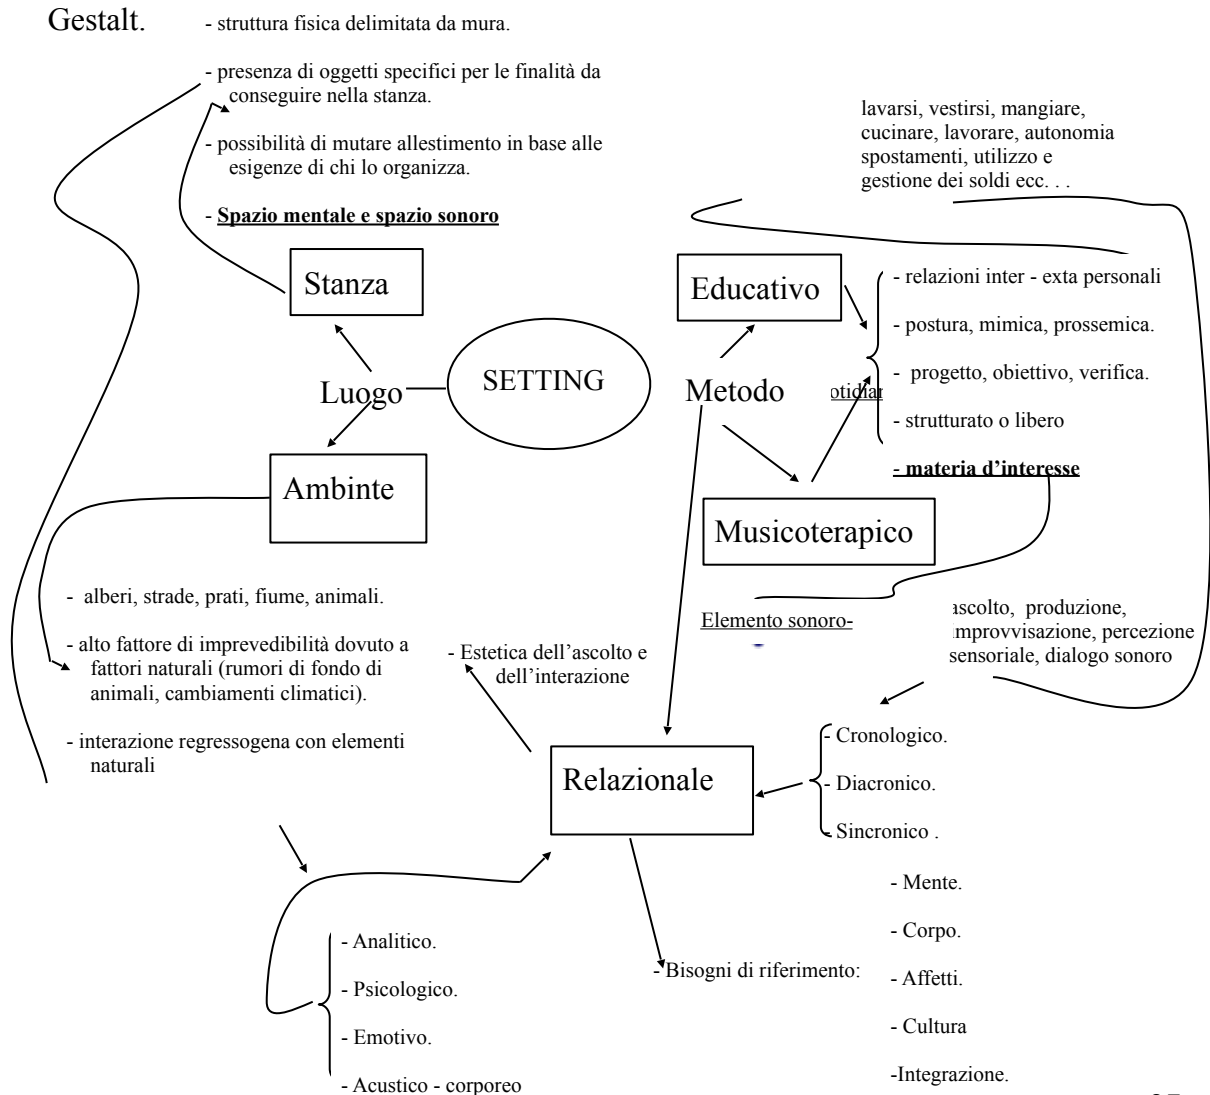 Gestalt.
- struttura fisica delimitata da mura.
- presenza di oggetti specifici per le finalità da
conseguire nella stanza.
- possibilità di mutare allestimento in base alle
esigenze di chi lo organizza.
- Spazio mentale e spazio sonoro
lavarsi, vestirsi, mangiare,
cucinare, lavorare, autonomia
spostamenti, utilizzo e
gestione dei soldi ecc. . .
Stanza
Educativo
- relazioni inter - exta personali
- postura, mimica, prossemica.
- progetto, obiettivo, verifica.
- strutturato o libero
- materia d'interesse
SETTING
Luogo
Metodo
Ambinte
Musicoterapico
- alberi, strade, prati, fiume, animali.
- alto fattore di imprevedibilità dovuto a
fattori naturali (rumori di fondo di
animali, cambiamenti climatici).
- interazione regressogena con elementi
naturali
Elemento sonoro-
ascolto, produzione,
improvvisazione, percezione
sensoriale, dialogo sonoro
- Estetica dell'ascolto e
dell'interazione
Relazionale
- Cronologico.
- Diacronico.
- Sincronico .
- Analitico.
- Psicologico.
- Emotivo.
- Acustico - corporeo
- Bisogni di riferimento:
- Mente.
- Corpo.
- Affetti.
- Cultura
-Integrazione.